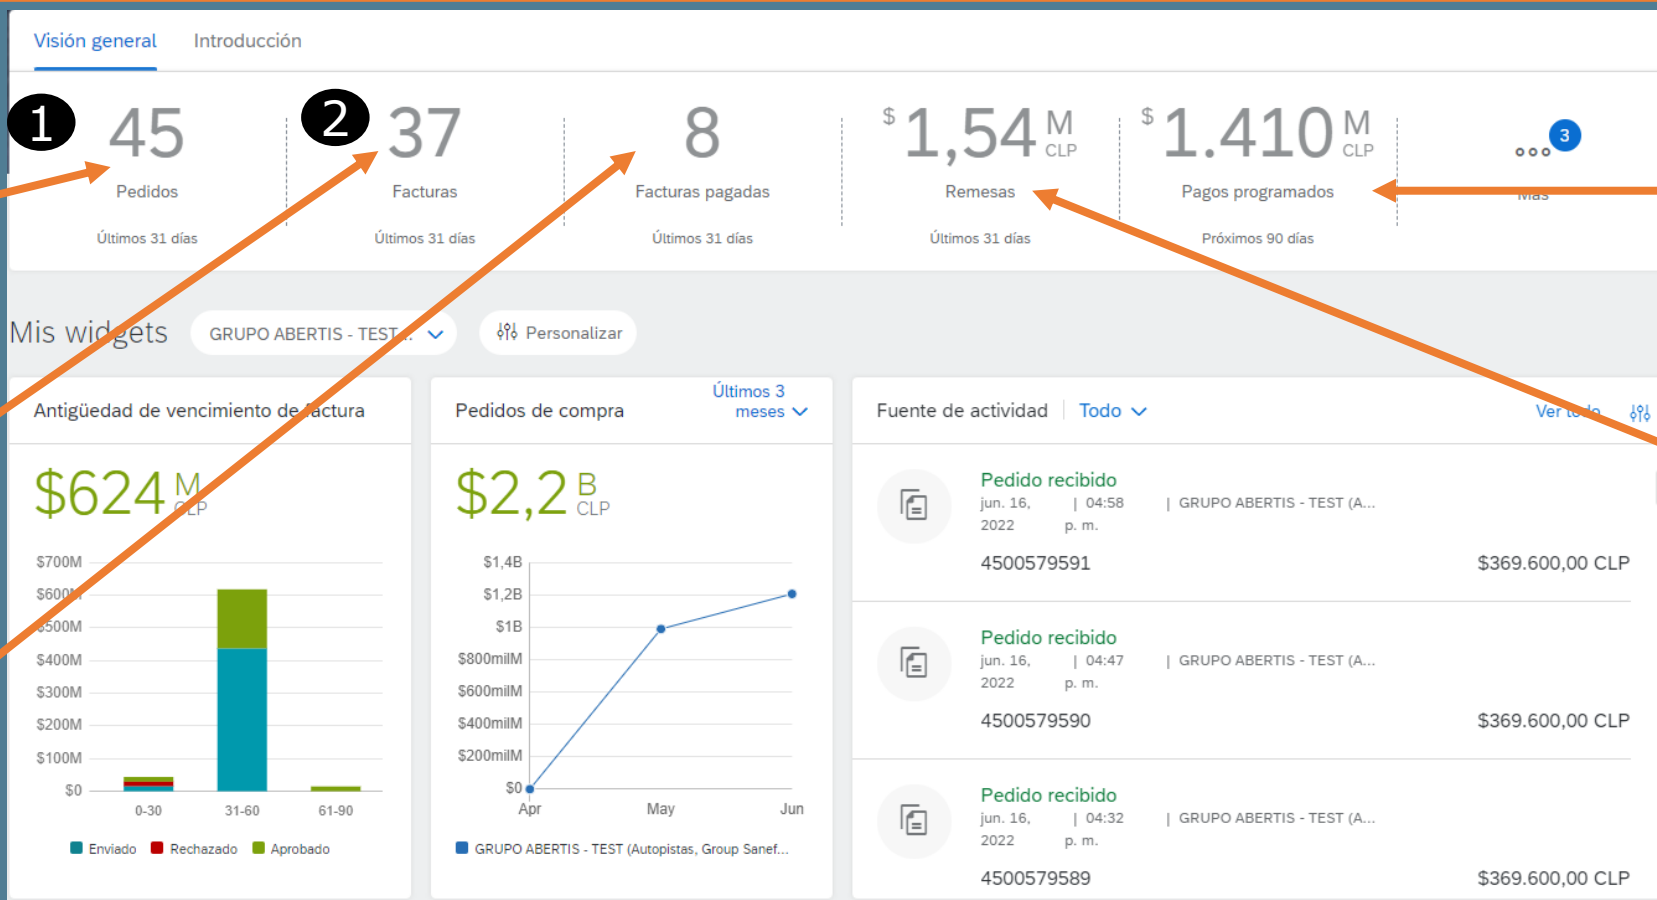 Visión general
Introducción
1
45
Pedidos
Últimos 31 días
2
37
Facturas
Últimos 31 días
8
Facturas pagadas
Últimos 31 días
$ 1,54 M CLP
Remesas
Últimos 31 días
$ 1.410 M CLP
Pagos programados
Próximos 90 días
3
Más
Mis widgets
GRUPO ABERTIS - TEST...
Personalizar
Antigüedad de vencimiento de factura
$624 M CLP
$700M
$600M
$500M
$400M
$300M
$200M
$100M
$0
0-30
31-60
61-90
Enviado
Rechazado
Aprobado
Pedidos de compra
Últimos 3
meses
$2,2 B CLP
$1,4B
$1,2B
$1B
$800milM
$600milM
$400milM
$200milM
$0
Apr
May
Jun
GRUPO ABERTIS - TEST (Autopistas, Group Sanef...
Fuente de actividad
Todo
Ver todo
Pedido recibido
jun. 16, | 04:58 | GRUPO ABERTIS - TEST (A...
2022 p. m.
4500579591
$369.600,00 CLP
Pedido recibido
jun. 16, | 04:47 | GRUPO ABERTIS - TEST (A...
2022 p. m.
4500579590
$369.600,00 CLP
Pedido recibido
jun. 16, | 04:32 | GRUPO ABERTIS - TEST (A...
2022 p. m.
4500579589
$369.600,00 CLP